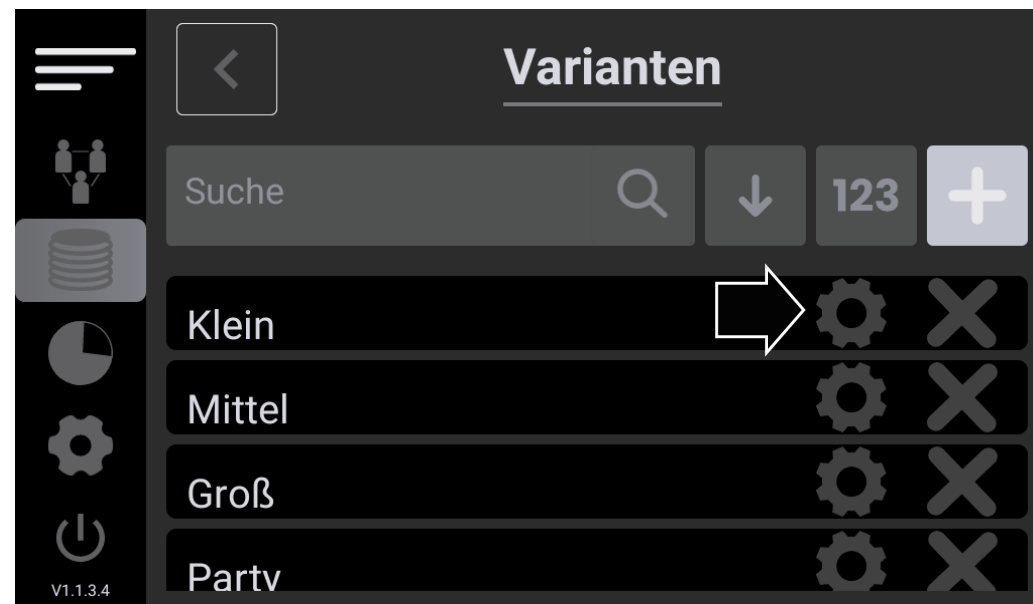 Varianten
Suche
123
Klein
Mittel
Groß
Party
V1.1.3.4